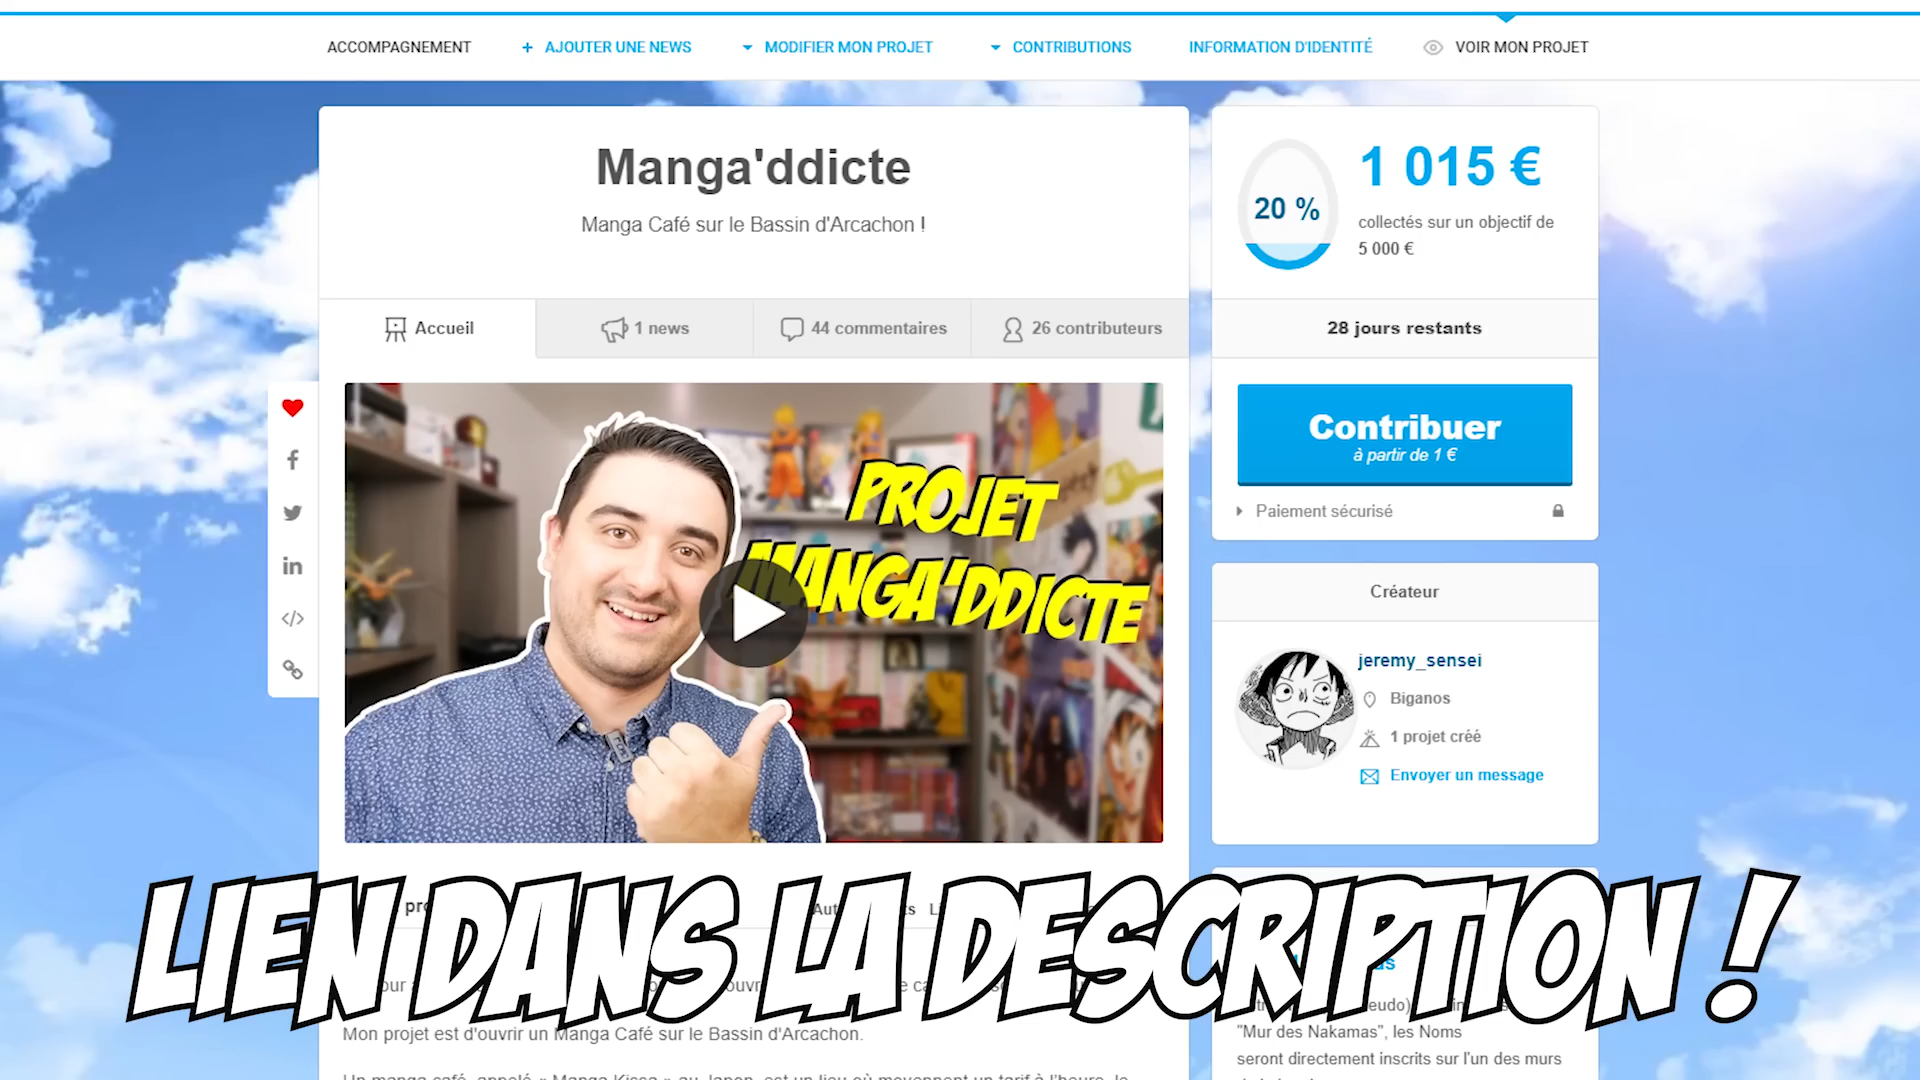 ACCOMPAGNEMENT
+ AJOUTER UNE NEWS
MODIFIER MON PROJET
CONTRIBUTIONS
INFORMATION D'IDENTITÉ
VOIR MON PROJET
Manga'ddicte
Manga Café sur le Bassin d'Arcachon !
20 %
1 015 €
collectés sur un objectif de
5 000 €
Accueil
1 news
44 commentaires
26 contributeurs
28 jours restants
PROJET
MANGA'DDICTE
Contribuer
à partir de 1 €
Paiement sécurisé
Créateur
jeremy_sensei
Biganos
1 projet créé
Envoyer un message
LIEN DANS LA DESCRIPTION !
Mon projet est d'ouvrir un Manga Café sur le Bassin d'Arcachon.
"Mur des Nakamas", les Noms
seront directement inscrits sur l'un des murs